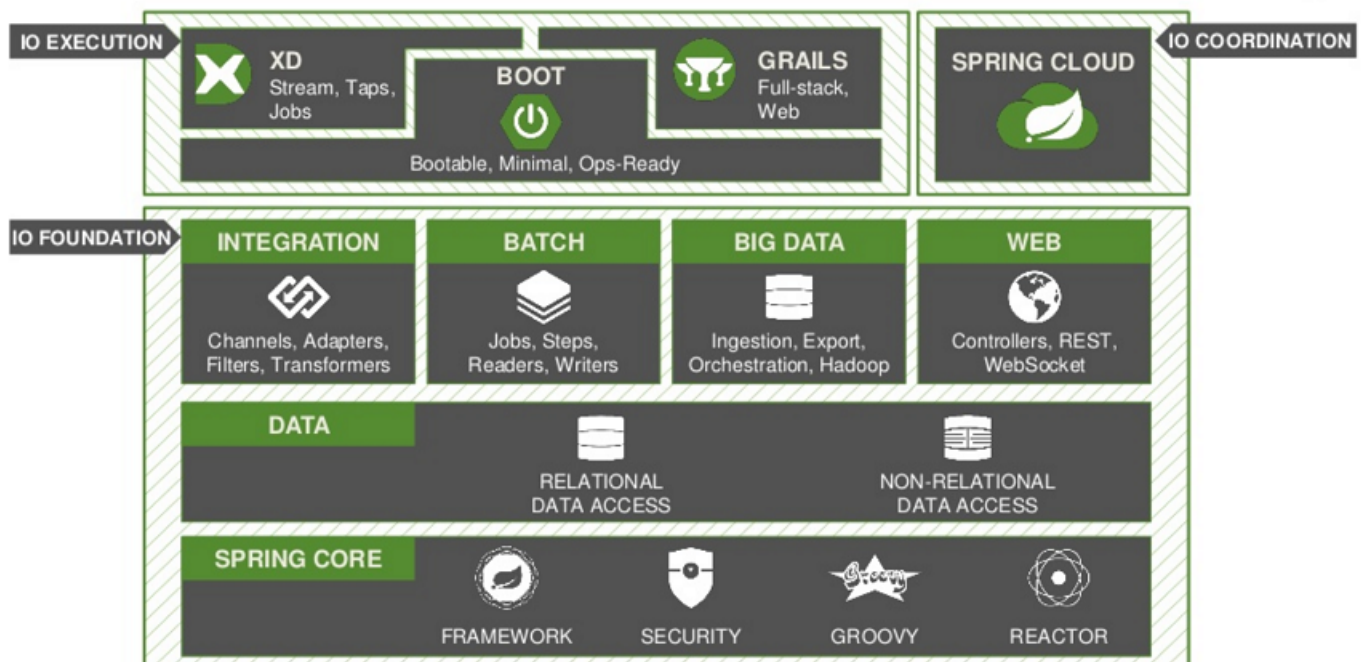 IO EXECUTION
XD
Stream, Taps,
Jobs
BOOT
Bootable, Minimal, Ops-Ready
GRAILS
Full-stack,
Web
SPRING CLOUD
IO COORDINATION
IO FOUNDATION
INTEGRATION
Channels, Adapters,
Filters, Transformers
BATCH
Jobs, Steps,
Readers, Writers
BIG DATA
Ingestion, Export,
Orchestration, Hadoop
WEB
Controllers, REST,
WebSocket
DATA
RELATIONAL
DATA ACCESS
NON-RELATIONAL
DATA ACCESS
SPRING CORE
FRAMEWORK
SECURITY
Groovy
GROOVY
REACTOR